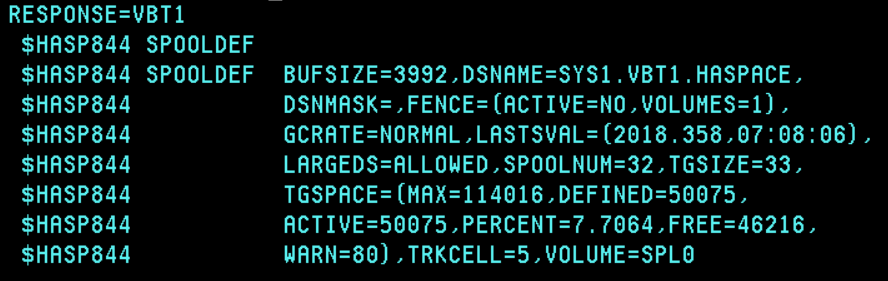 RESPONSE=VBT1
$HASP844 SPOOLDEF
$HASP844 SPOOLDEF  BUFSIZE=3992,DSNAME=SYS1.VBT1.HASPACE,
$HASP844           DSNMASK=,FENCE=(ACTIVE=NO,VOLUMES=1),
$HASP844           GCRATE=NORMAL,LASTSVAL=(2018.358,07:08:06),
$HASP844           LARGEDS=ALLOWED,SPOOLNUM=32,TGSIZE=33,
$HASP844           TGSPACE=(MAX=114016,DEFINED=50075,
$HASP844           ACTIVE=50075,PERCENT=7.7064,FREE=46216,
$HASP844           WARN=80),TRKCELL=5,VOLUME=SPL0